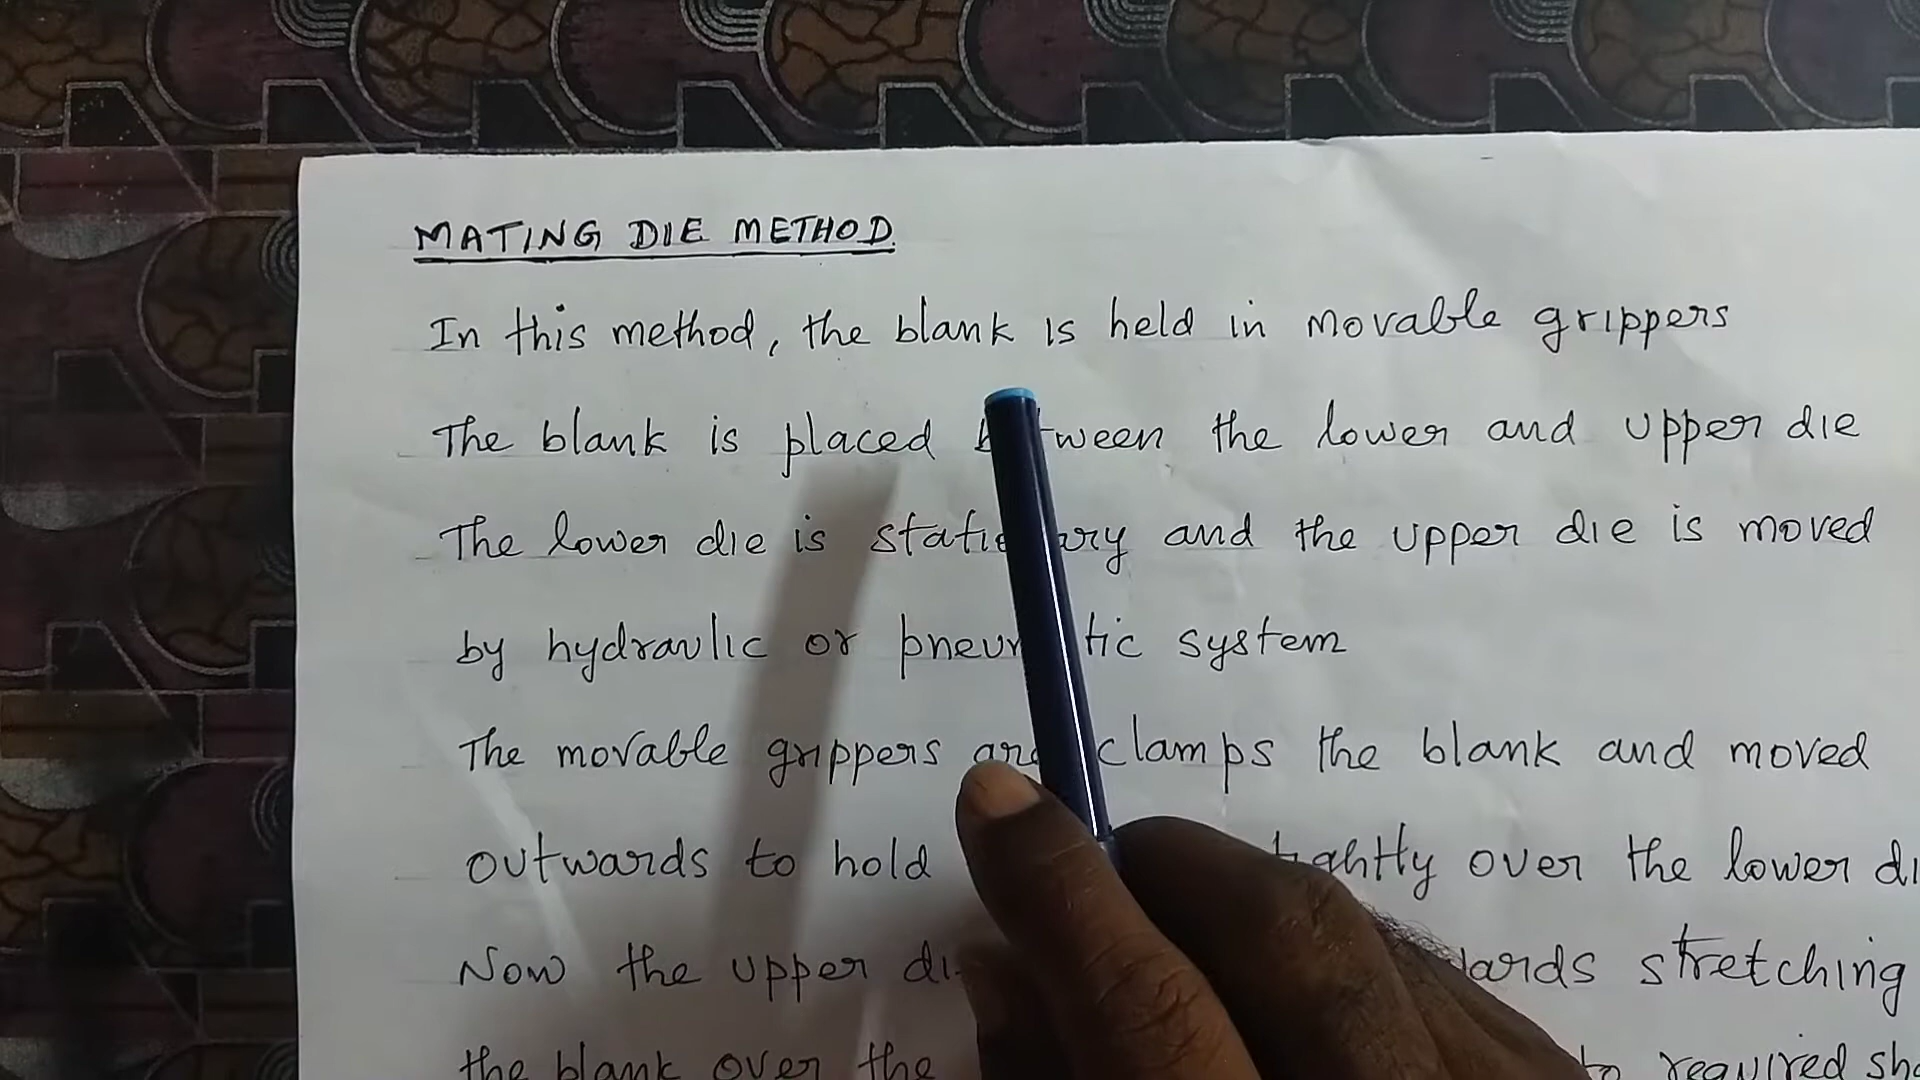 MATING DIE METHOD
In this method, the blank is held in movable grippers
The blank is placed between the lower and upper die
The lower die is stationary and the upper die is moved
by hydraulic or pneumatic system
The movable grippers are clamps the blank and moved
outwards to hold tightly over the lower
Now the upper stretching
the blank over the to required